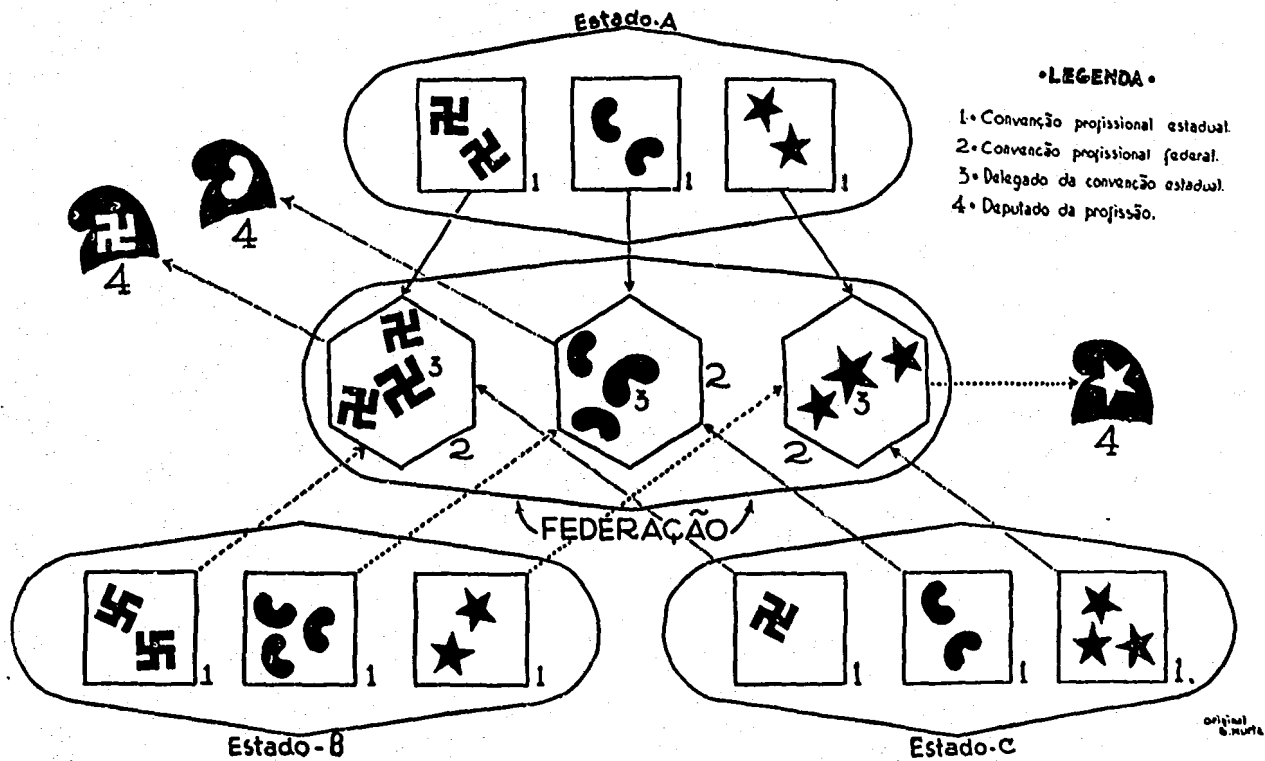 Estado-A
•LEGENDA•
1• Convenção profissional estadual.
2• Convenção profissional federal.
3• Delegado da convenção estadual.
4• Deputado da profissão.
1
1
1
4
4
3
2
3
2
3
2
4
FEDERAÇÃO
1
1
1
1
1
1.
Estado-B
Estado-C
original
B. Murta